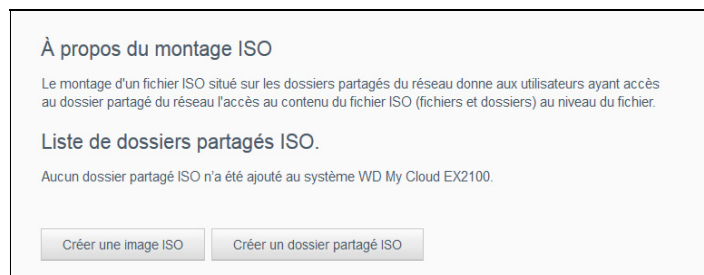 À propos du montage ISO
Le montage d'un fichier ISO situé sur les dossiers partagés du réseau donne aux utilisateurs ayant accès
au dossier partagé du réseau l'accès au contenu du fichier ISO (fichiers et dossiers) au niveau du fichier.
Liste de dossiers partagés ISO.
Aucun dossier partagé ISO n'a été ajouté au système WD My Cloud EX2100.
Créer une image ISO
Créer un dossier partagé ISO